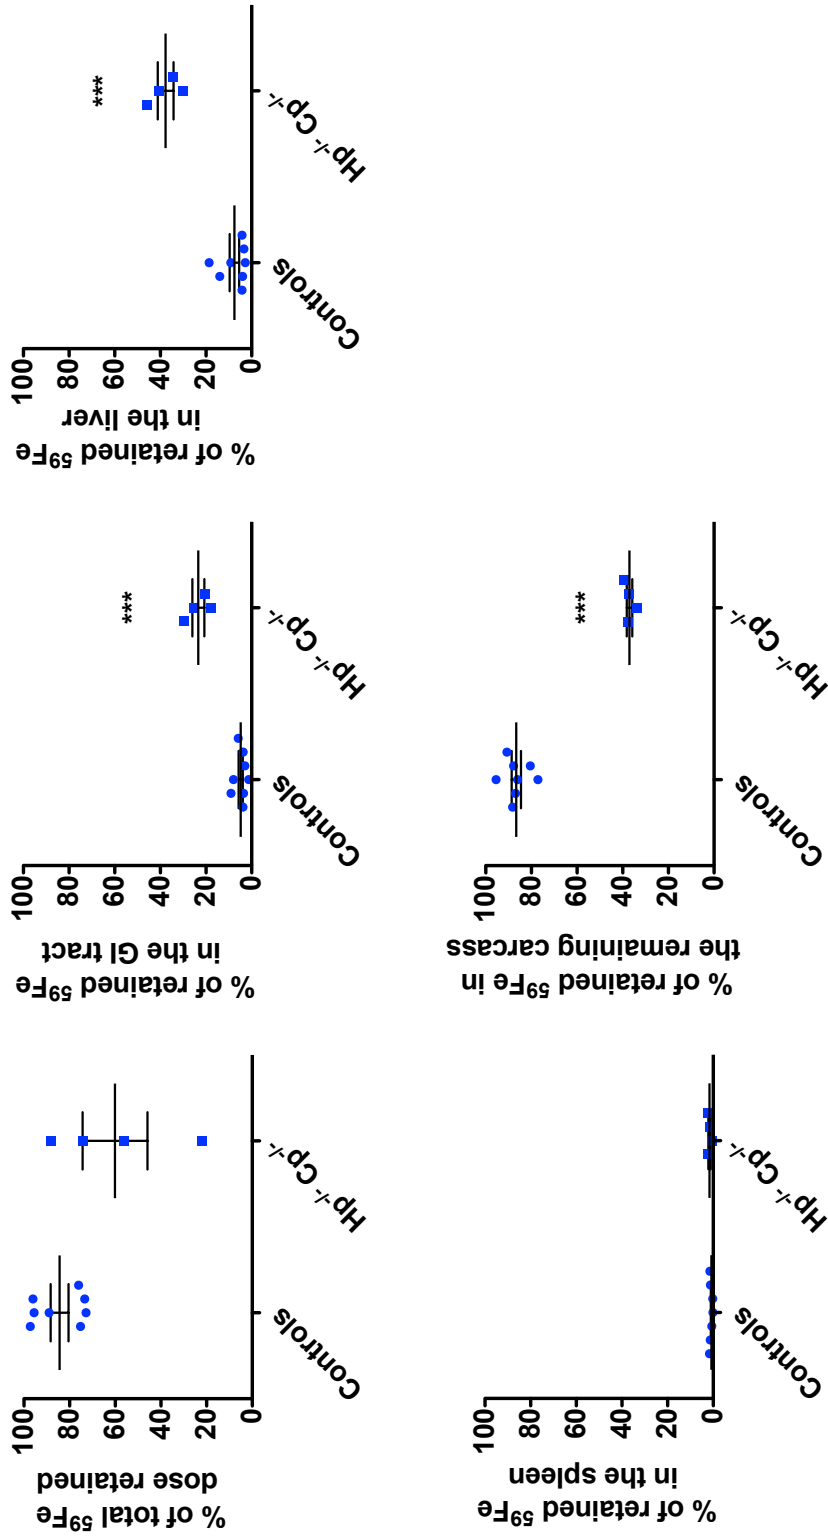 % of total ⁵⁹Fe
dose retained
100
80
60
40
20
0
Controls
Hp⁻/⁻ Cp⁻/⁻
% of retained ⁵⁹Fe
in the GI tract
100
80
60
40
20
0
***
Controls
Hp⁻/⁻ Cp⁻/⁻
% of retained ⁵⁹Fe
in the liver
100
80
60
40
20
0
***
Controls
Hp⁻/⁻ Cp⁻/⁻
% of retained ⁵⁹Fe
in the spleen
100
80
60
40
20
0
Controls
Hp⁻/⁻ Cp⁻/⁻
% of retained ⁵⁹Fe in
the remaining carcass
100
80
60
40
20
0
***
Controls
Hp⁻/⁻ Cp⁻/⁻